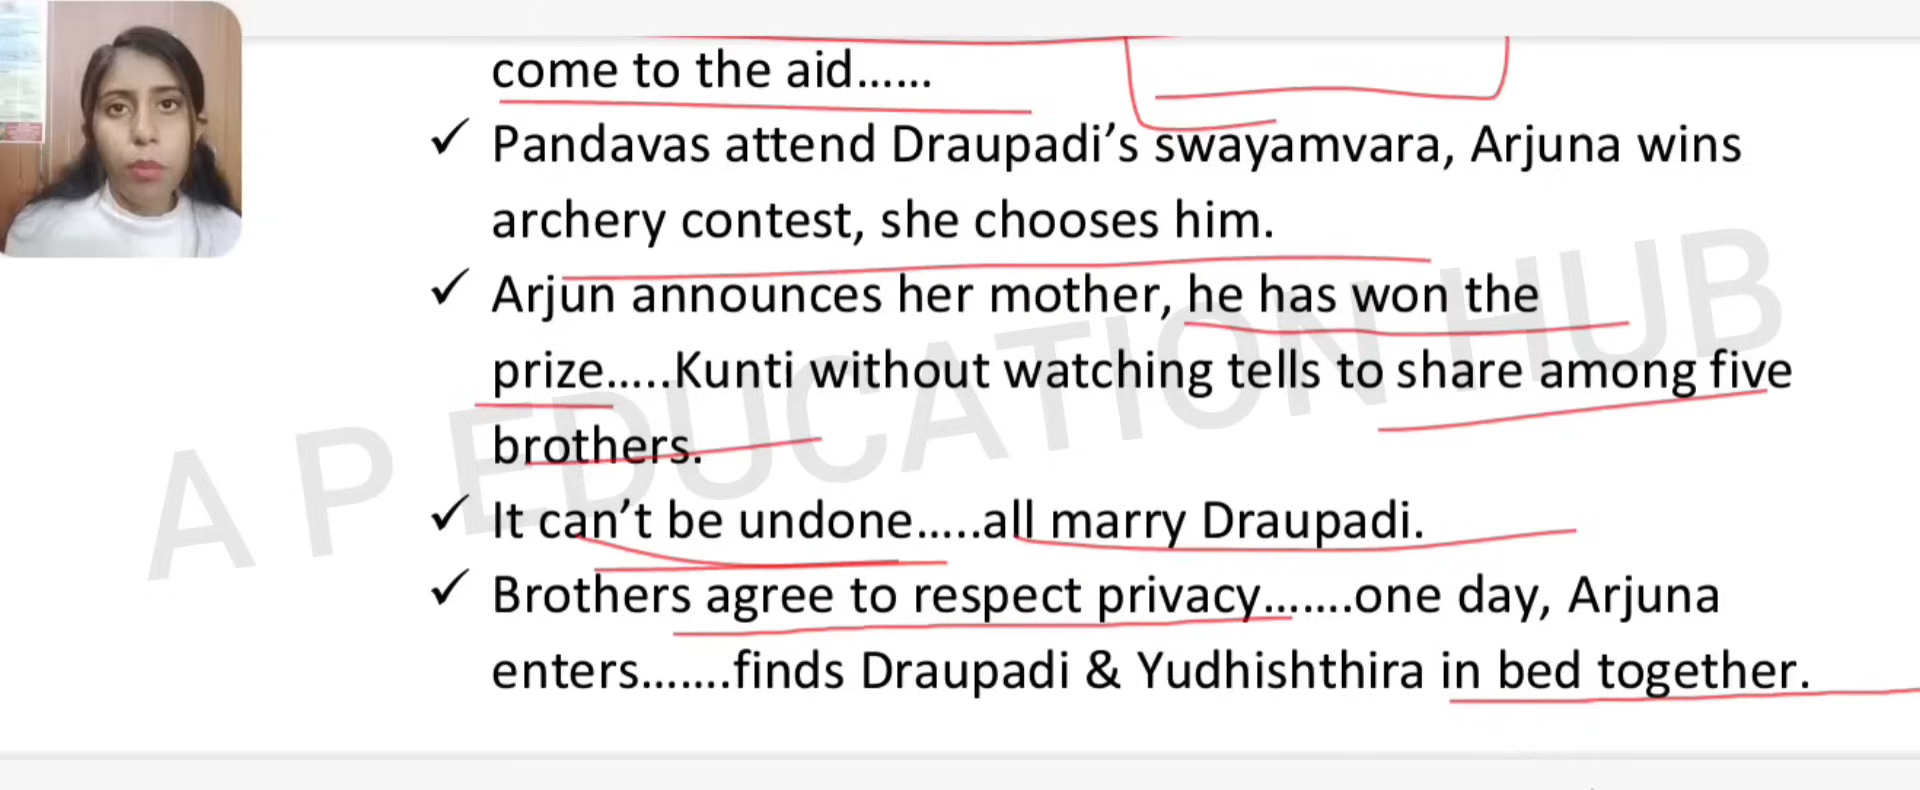 come to the aid......
✓ Pandavas attend Draupadi's swayamvara, Arjuna wins
archery contest, she chooses him.
✓ Arjun announces her mother, he has won the
prize.....Kunti without watching tells to share among five
brothers.
✓ It can't be undone.....all marry Draupadi.
✓ Brothers agree to respect privacy.......one day, Arjuna
enters.......finds Draupadi & Yudhishthira in bed together.
A P EDUCATION HUB